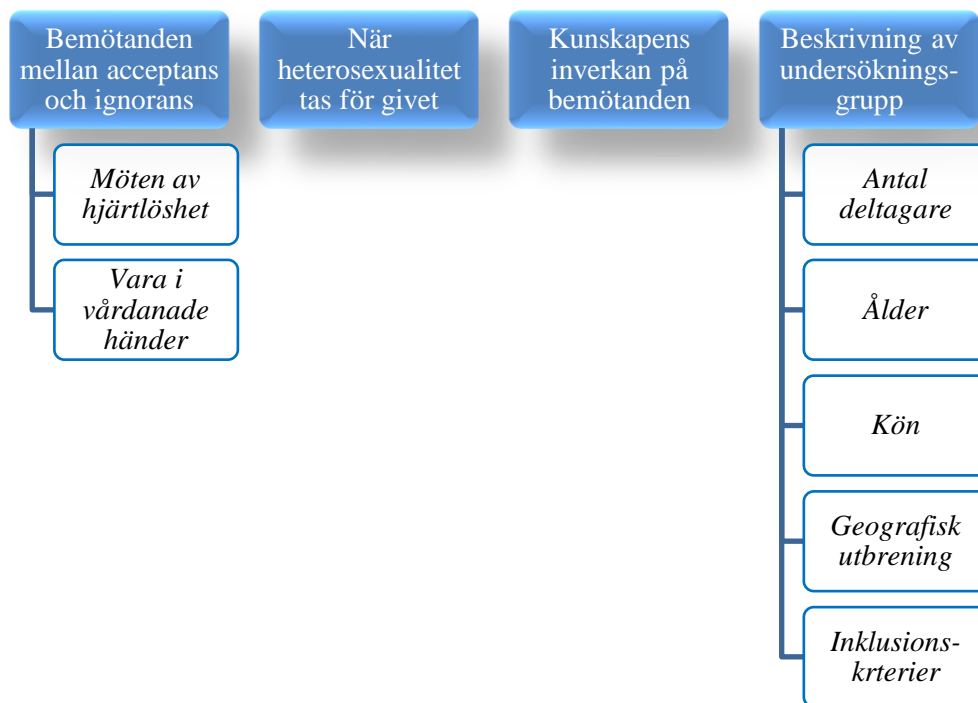 Bemötanden
mellan acceptans
och ignorans
När
heterosexualitet
tas för givet
Kunskapens
inverkan på
bemötanden
Beskrivning av
undersöknings-
grupp
Möten av
hjärtlöshet
Vara i
vårdanade
händer
Antal
deltagare
Ålder
Kön
Geografisk
utbrening
Inklusions-
krterier